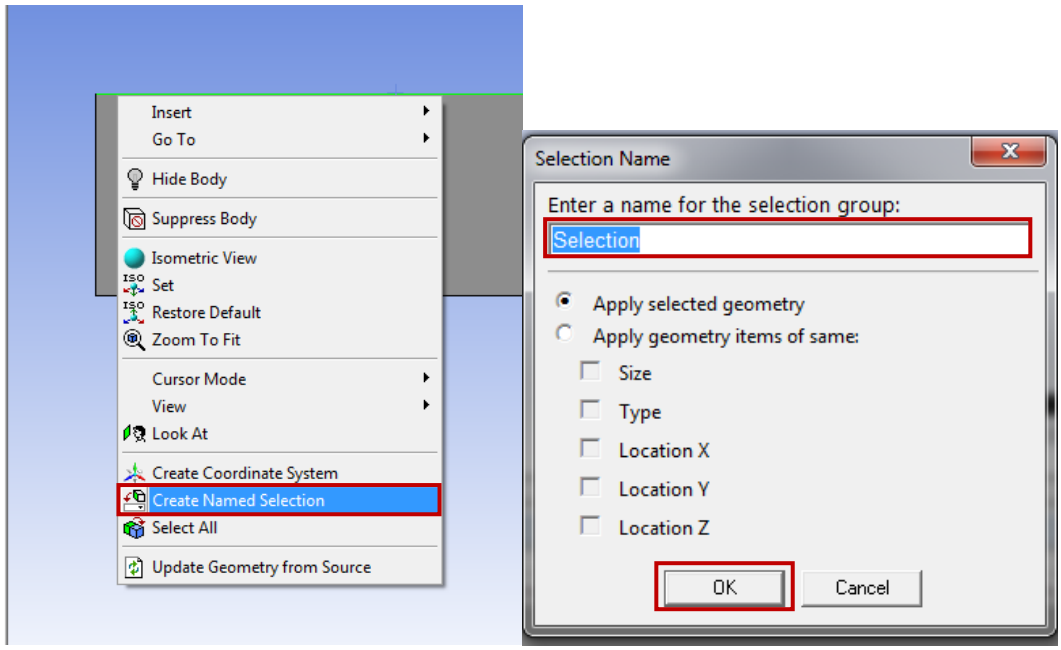 Insert
Go To
Hide Body
Suppress Body
Isometric View
ISO Set
ISO Restore Default
Zoom To Fit
Cursor Mode
View
Look At
Create Coordinate System
Create Named Selection
Select All
Update Geometry from Source
Selection Name
Enter a name for the selection group:
Selection
Apply selected geometry
Apply geometry items of same:
Size
Type
Location X
Location Y
Location Z
OK Cancel